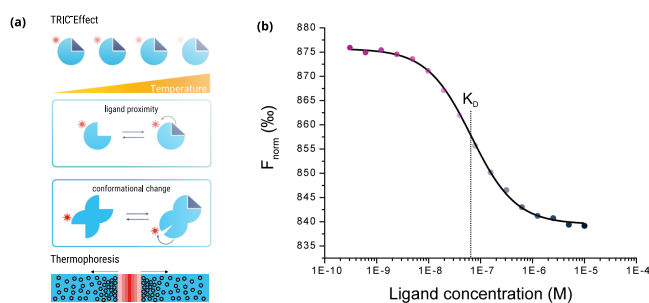 (a)
TRIC-Effect
Temperature
ligand proximity
conformational change
Thermophoresis
(b)
880
875
870
865
860
855
850
845
840
835
Fnorm (‰)
KD
1E-10
1E-9
1E-8
1E-7
1E-6
1E-5
1E-4
Ligand concentration (M)